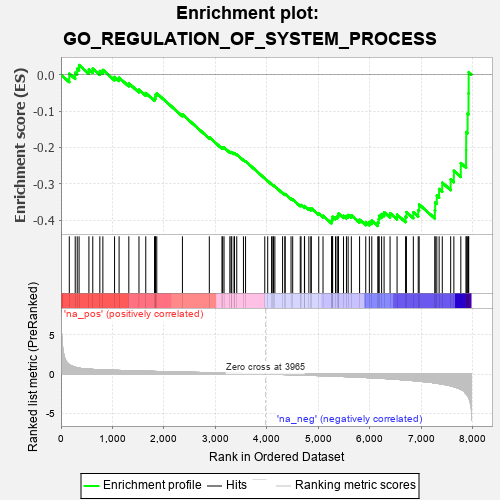 Enrichment plot:
GO_REGULATION_OF_SYSTEM_PROCESS
Enrichment score (ES)
0.0
-0.1
-0.2
-0.3
-0.4
'na_pos' (positively correlated)
Ranked list metric (PreRanked)
5
0
-5
Zero cross at 3965
'na_neg' (negatively correlated)
0
1,000
2,000
3,000
4,000
5,000
6,000
7,000
8,000
Rank in Ordered Dataset
Enrichment profile
Hits
Ranking metric scores